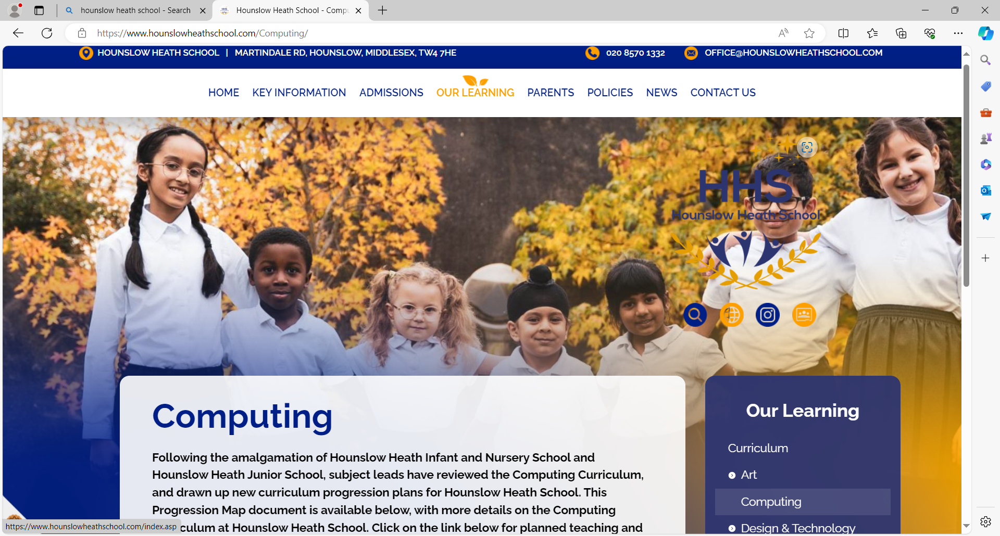 hounslow heath school - Search
Hounslow Heath School - Compu
https://www.hounslowheathschool.com/Computing/
HOUNSLOW HEATH SCHOOL | MARTINDALE RD, HOUNSLOW, MIDDLESEX, TW4 7HE
020 8570 1332
OFFICE@HOUNSLOWHEATHSCHOOL.COM
HOME KEY INFORMATION ADMISSIONS OUR LEARNING PARENTS POLICIES NEWS CONTACT US
HHS
Hounslow Heath School
Computing
Following the amalgamation of Hounslow Heath Infant and Nursery School and
Hounslow Heath Junior School, subject leads have reviewed the Computing Curriculum,
and drawn up new curriculum progression plans for Hounslow Heath School. This
Progression Map document is available below, with more details on the Computing
culum at Hounslow Heath School. Click on the link below for planned teaching and
Our Learning
Curriculum
Art
Computing
Design & Technology
https://www.hounslowheathschool.com/index.asp